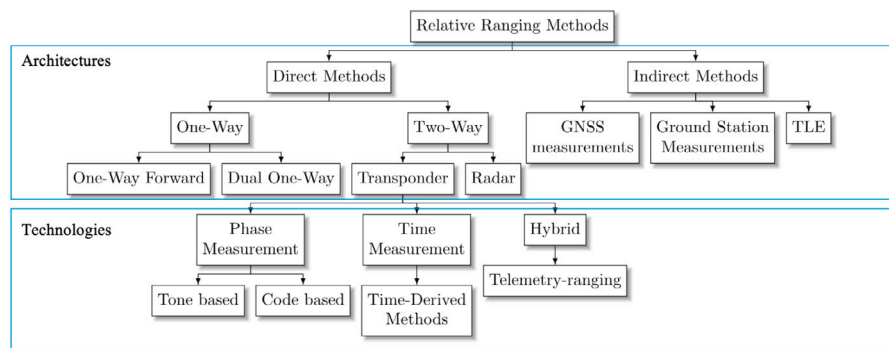 Relative Ranging Methods
Architectures
Direct Methods
Indirect Methods
One-Way
Two-Way
GNSS
measurements
Ground Station
Measurements
TLE
One-Way Forward
Dual One-Way
Transponder
Radar
Technologies
Phase
Measurement
Time
Measurement
Hybrid
Tone based
Code based
Time-Derived
Methods
Telemetry-ranging